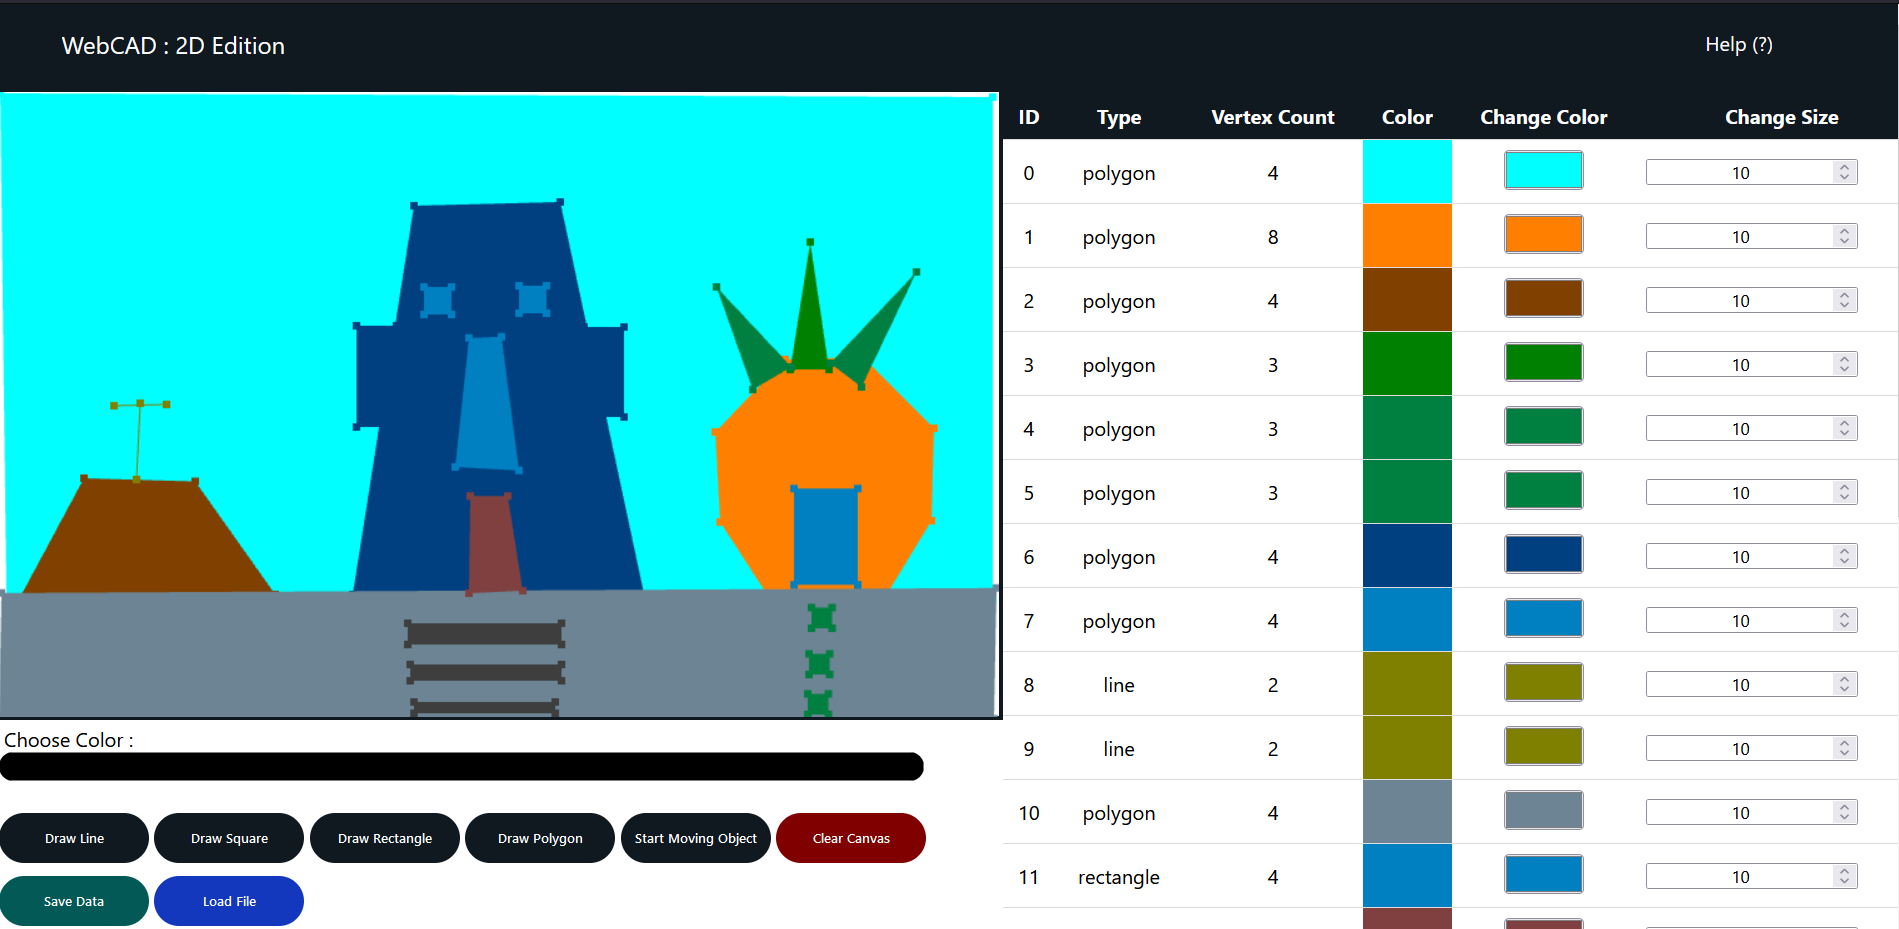 WebCAD : 2D Edition
Help (?)
ID Type Vertex Count Color Change Color Change Size
0 polygon 4 10
1 polygon 8 10
2 polygon 4 10
3 polygon 3 10
4 polygon 3 10
5 polygon 3 10
6 polygon 4 10
7 polygon 4 10
8 line 2 10
9 line 2 10
10 polygon 4 10
11 rectangle 4 10
Choose Color :
Draw Line
Draw Square
Draw Rectangle
Draw Polygon
Start Moving Object
Clear Canvas
Save Data
Load File